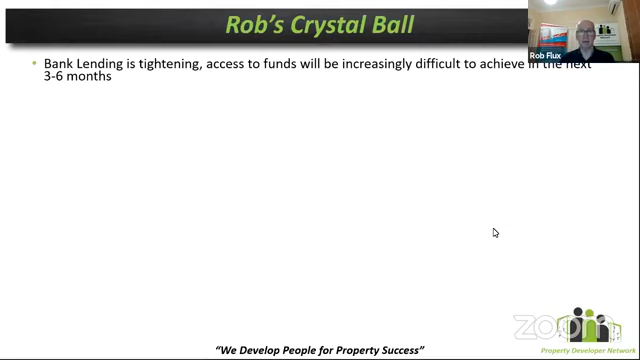 Rob's Crystal Ball
Rob Flux
• Bank Lending is tightening, access to funds will be increasingly difficult to achieve in the next
3-6 months
zoom
"We Develop People for Property Success"
Property Developer Network